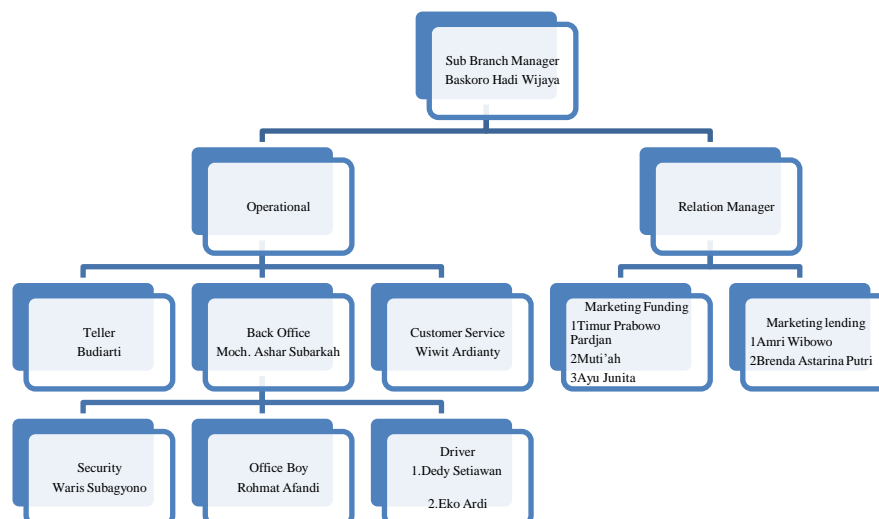 Sub Branch Manager
Baskoro Hadi Wijaya
Operational
Relation Manager
Teller
Budiarti
Back Office
Moch. Ashar Subarkah
Customer Service
Wiwit Ardianty
Marketing Funding
1Timur Prabowo
Pardjan
2Muti’ah
3Ayu Junita
Marketing lending
1Amri Wibowo
2Brenda Astarina Putri
Security
Waris Subagyono
Office Boy
Rohmat Afandi
Driver
1.Dedy Setiawan
2.Eko Ardi